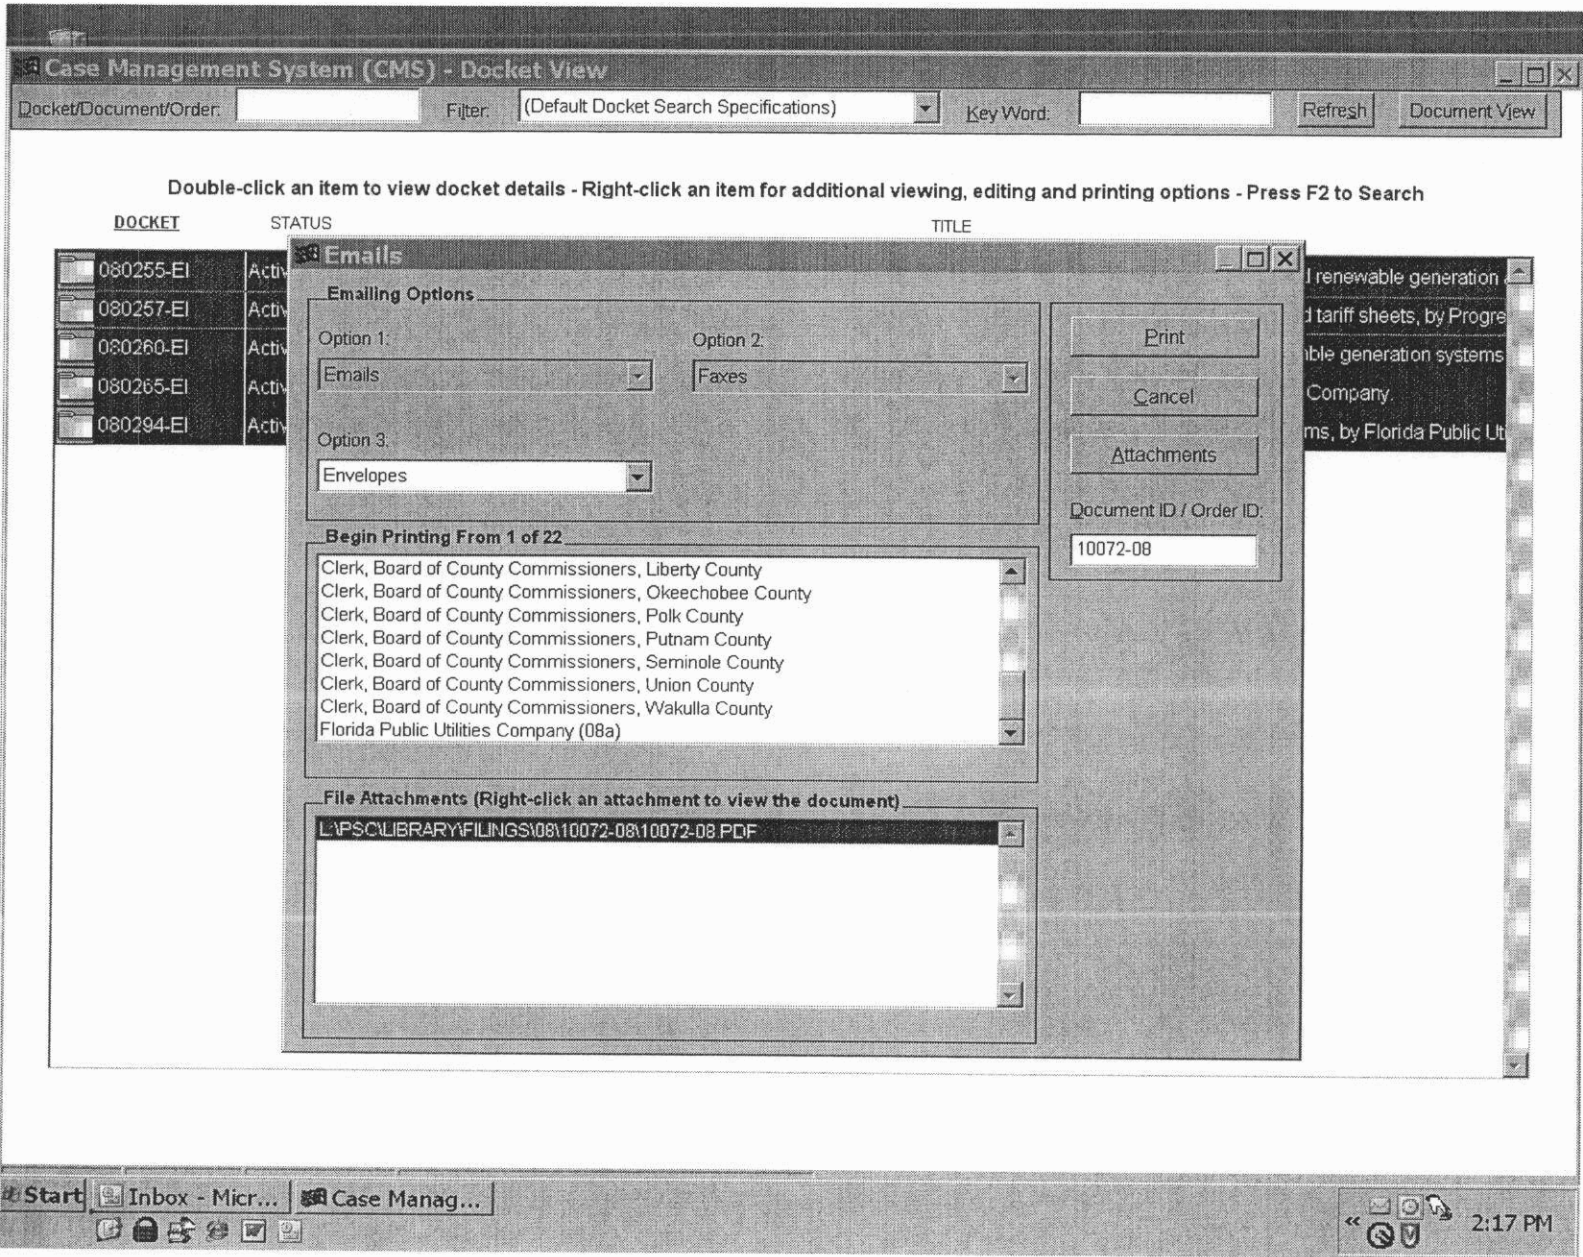 Case Management System (CMS) - Docket View
Docket/Document/Order: Filter: (Default Docket Search Specifications) Key Word: Refresh Document View
Double-click an item to view docket details - Right-click an item for additional viewing, editing and printing options - Press F2 to Search
DOCKET STATUS TITLE
080255-EI Activ l renewable generation
080257-EI Activ d tariff sheets, by Progre
080260-EI Activ ble generation systems
080265-EI Activ Company.
080294-EI Activ ms, by Florida Public Uti
Emails
Emailing Options
Option 1: Option 2:
Emails Faxes
Option 3:
Envelopes
Print
Cancel
Attachments
Document ID / Order ID:
10072-08
Begin Printing From 1 of 22
Clerk, Board of County Commissioners, Liberty County
Clerk, Board of County Commissioners, Okeechobee County
Clerk, Board of County Commissioners, Polk County
Clerk, Board of County Commissioners, Putnam County
Clerk, Board of County Commissioners, Seminole County
Clerk, Board of County Commissioners, Union County
Clerk, Board of County Commissioners, Wakulla County
Florida Public Utilities Company (08a)
File Attachments (Right-click an attachment to view the document)
L:\PSC\LIBRARY\FILINGS\08\10072-08\10072-08.PDF
Start Inbox - Micr... Case Manag...
« 2:17 PM